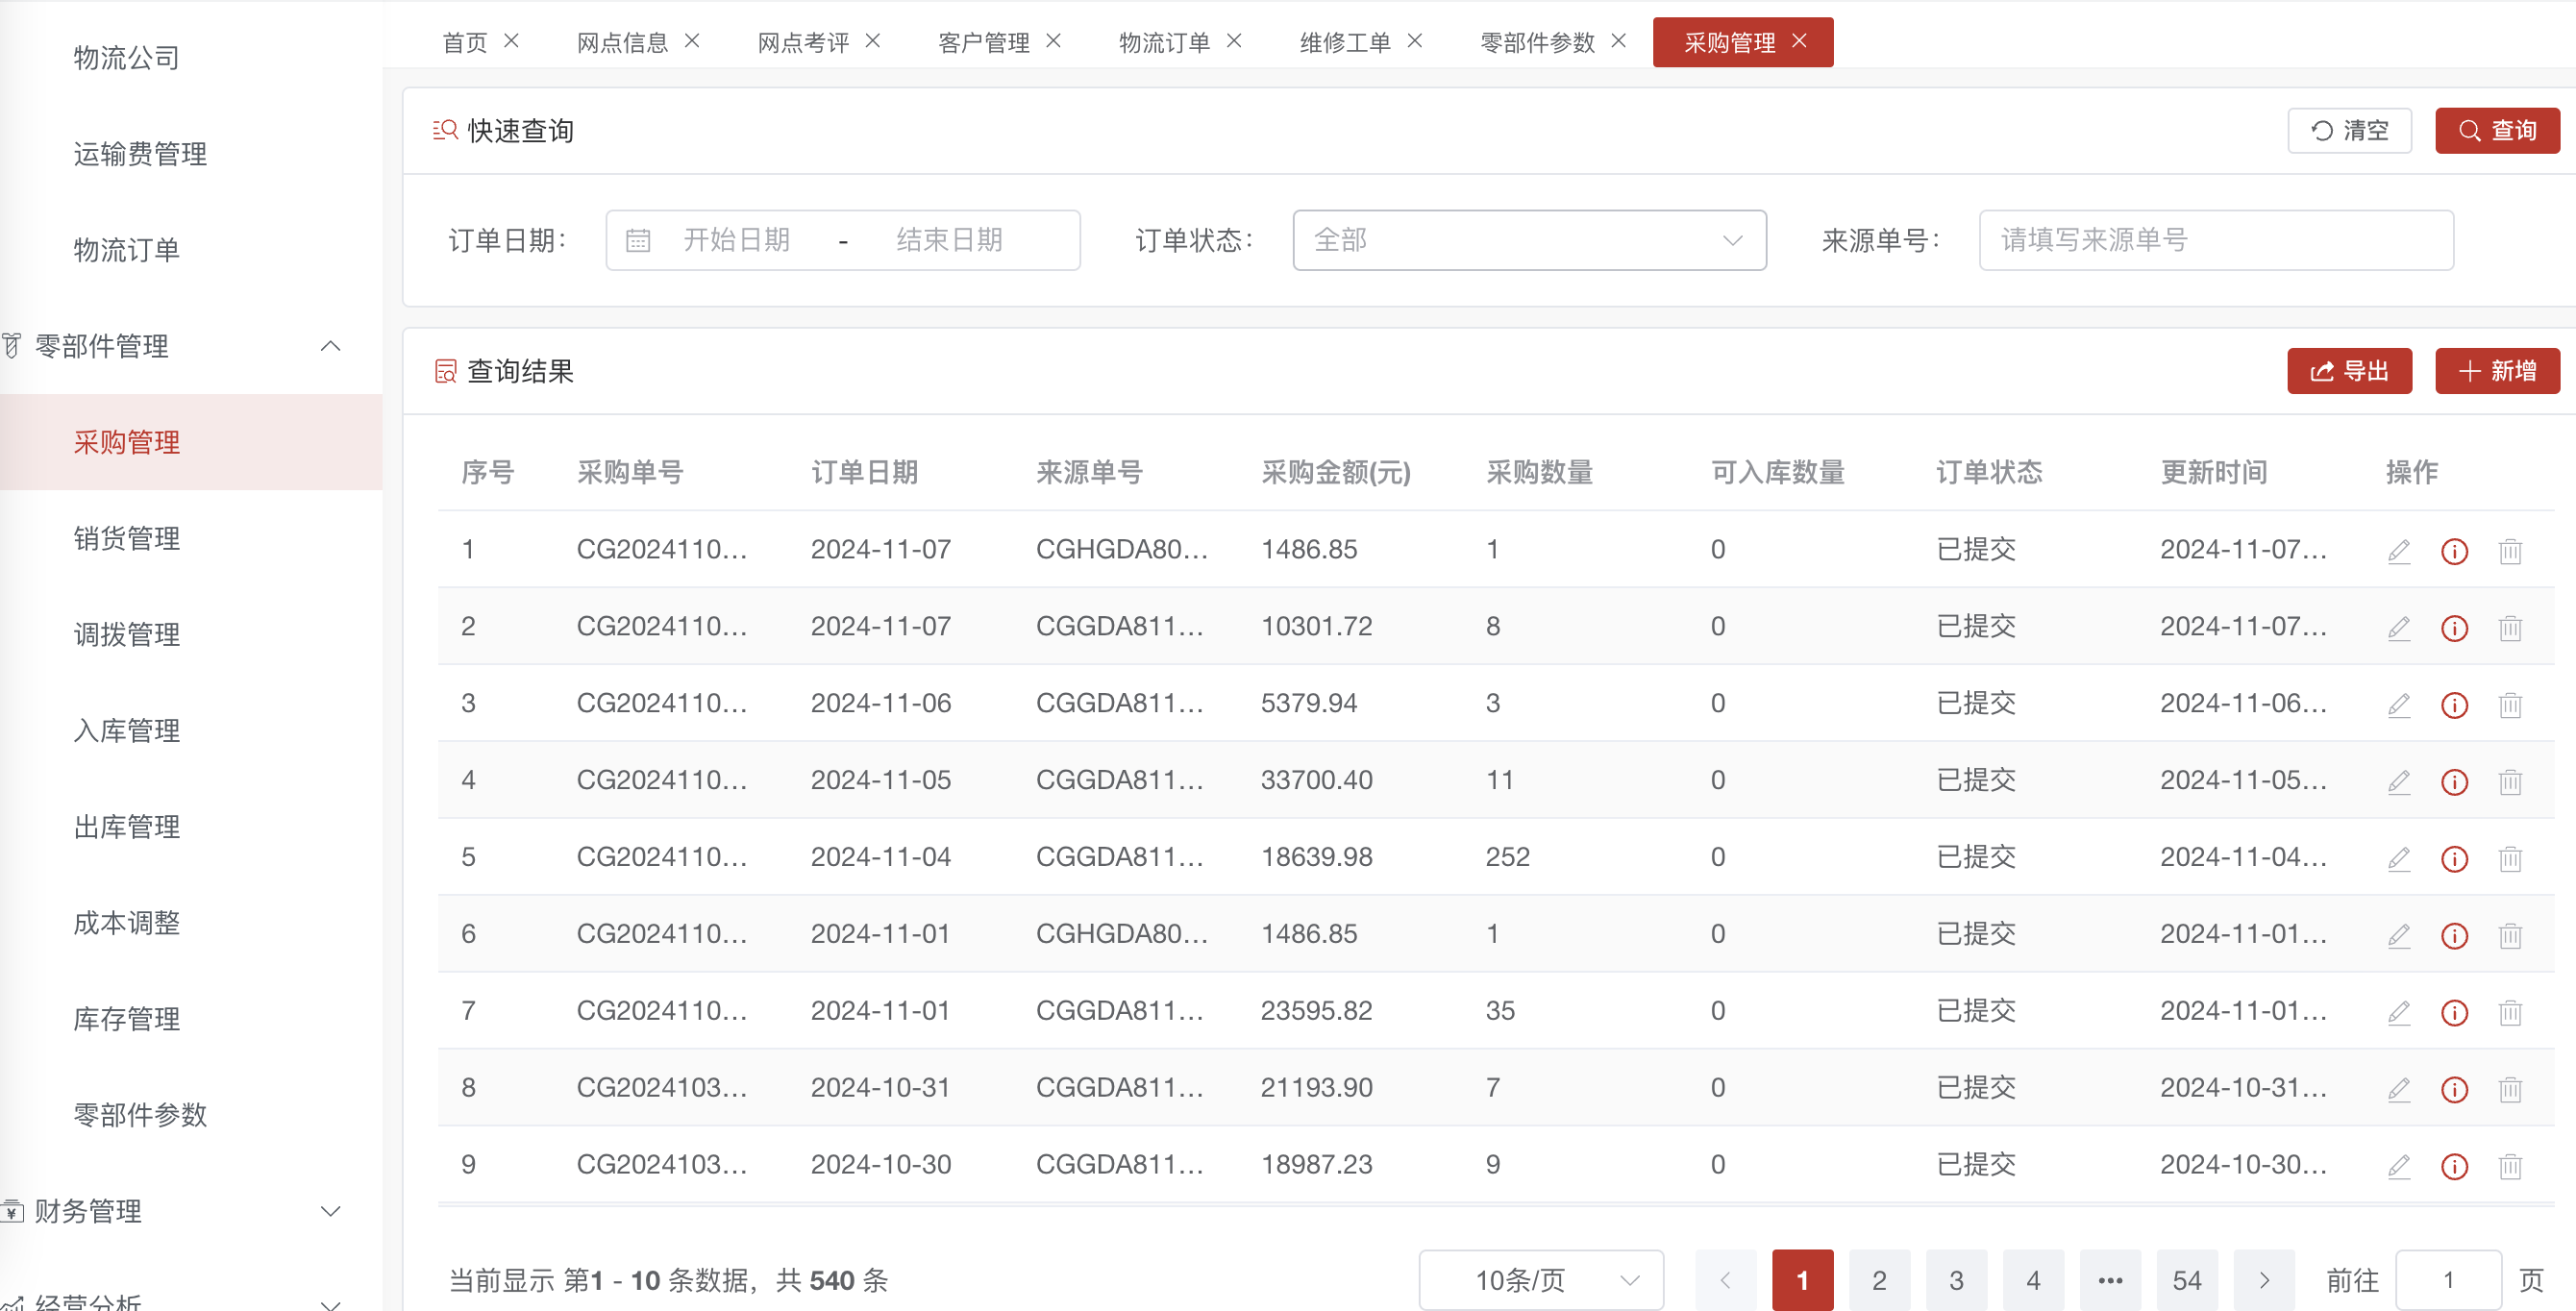 物流公司
运输费管理
物流订单
零部件管理
采购管理
销货管理
调拨管理
入库管理
出库管理
成本调整
库存管理
零部件参数
财务管理
经营分析
首页 网点信息 网点考评 客户管理 物流订单 维修工单 零部件参数 采购管理
快速查询 清空 查询
订单日期： 开始日期 - 结束日期 订单状态： 全部 来源单号： 请填写来源单号
查询结果 导出 新增
序号 采购单号 订单日期 来源单号 采购金额(元) 采购数量 可入库数量 订单状态 更新时间 操作
1 CG2024110... 2024-11-07 CGHGDA80... 1486.85 1 0 已提交 2024-11-07...
2 CG2024110... 2024-11-07 CGGDA811... 10301.72 8 0 已提交 2024-11-07...
3 CG2024110... 2024-11-06 CGGDA811... 5379.94 3 0 已提交 2024-11-06...
4 CG2024110... 2024-11-05 CGGDA811... 33700.40 11 0 已提交 2024-11-05...
5 CG2024110... 2024-11-04 CGGDA811... 18639.98 252 0 已提交 2024-11-04...
6 CG2024110... 2024-11-01 CGHGDA80... 1486.85 1 0 已提交 2024-11-01...
7 CG2024110... 2024-11-01 CGGDA811... 23595.82 35 0 已提交 2024-11-01...
8 CG2024103... 2024-10-31 CGGDA811... 21193.90 7 0 已提交 2024-10-31...
9 CG2024103... 2024-10-30 CGGDA811... 18987.23 9 0 已提交 2024-10-30...
当前显示 第1 - 10 条数据，共 540 条 10条/页 1 2 3 4 ... 54 前往 1 页